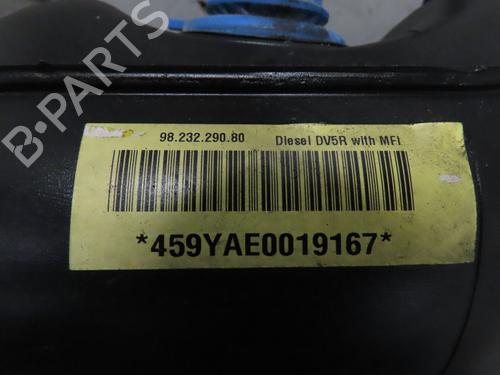 98.232.290.80 Diesel DV5R with MFI
*459YAE0019167*
B-PARTS